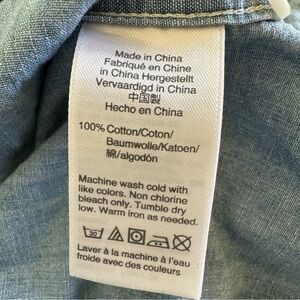 Made in China
Fabriqué en Chine
in China Hergestellt
Vervaardigd in China
中国製
Hecho en China
100% Cotton/Coton/
Baumwolle/Katoen/
綿/algodón
Machine wash cold with
like colors. Non chlorine
bleach only. Tumble dry
low. Warm iron as needed.
30
Laver à la machine à l'eau
froide avec des couleurs